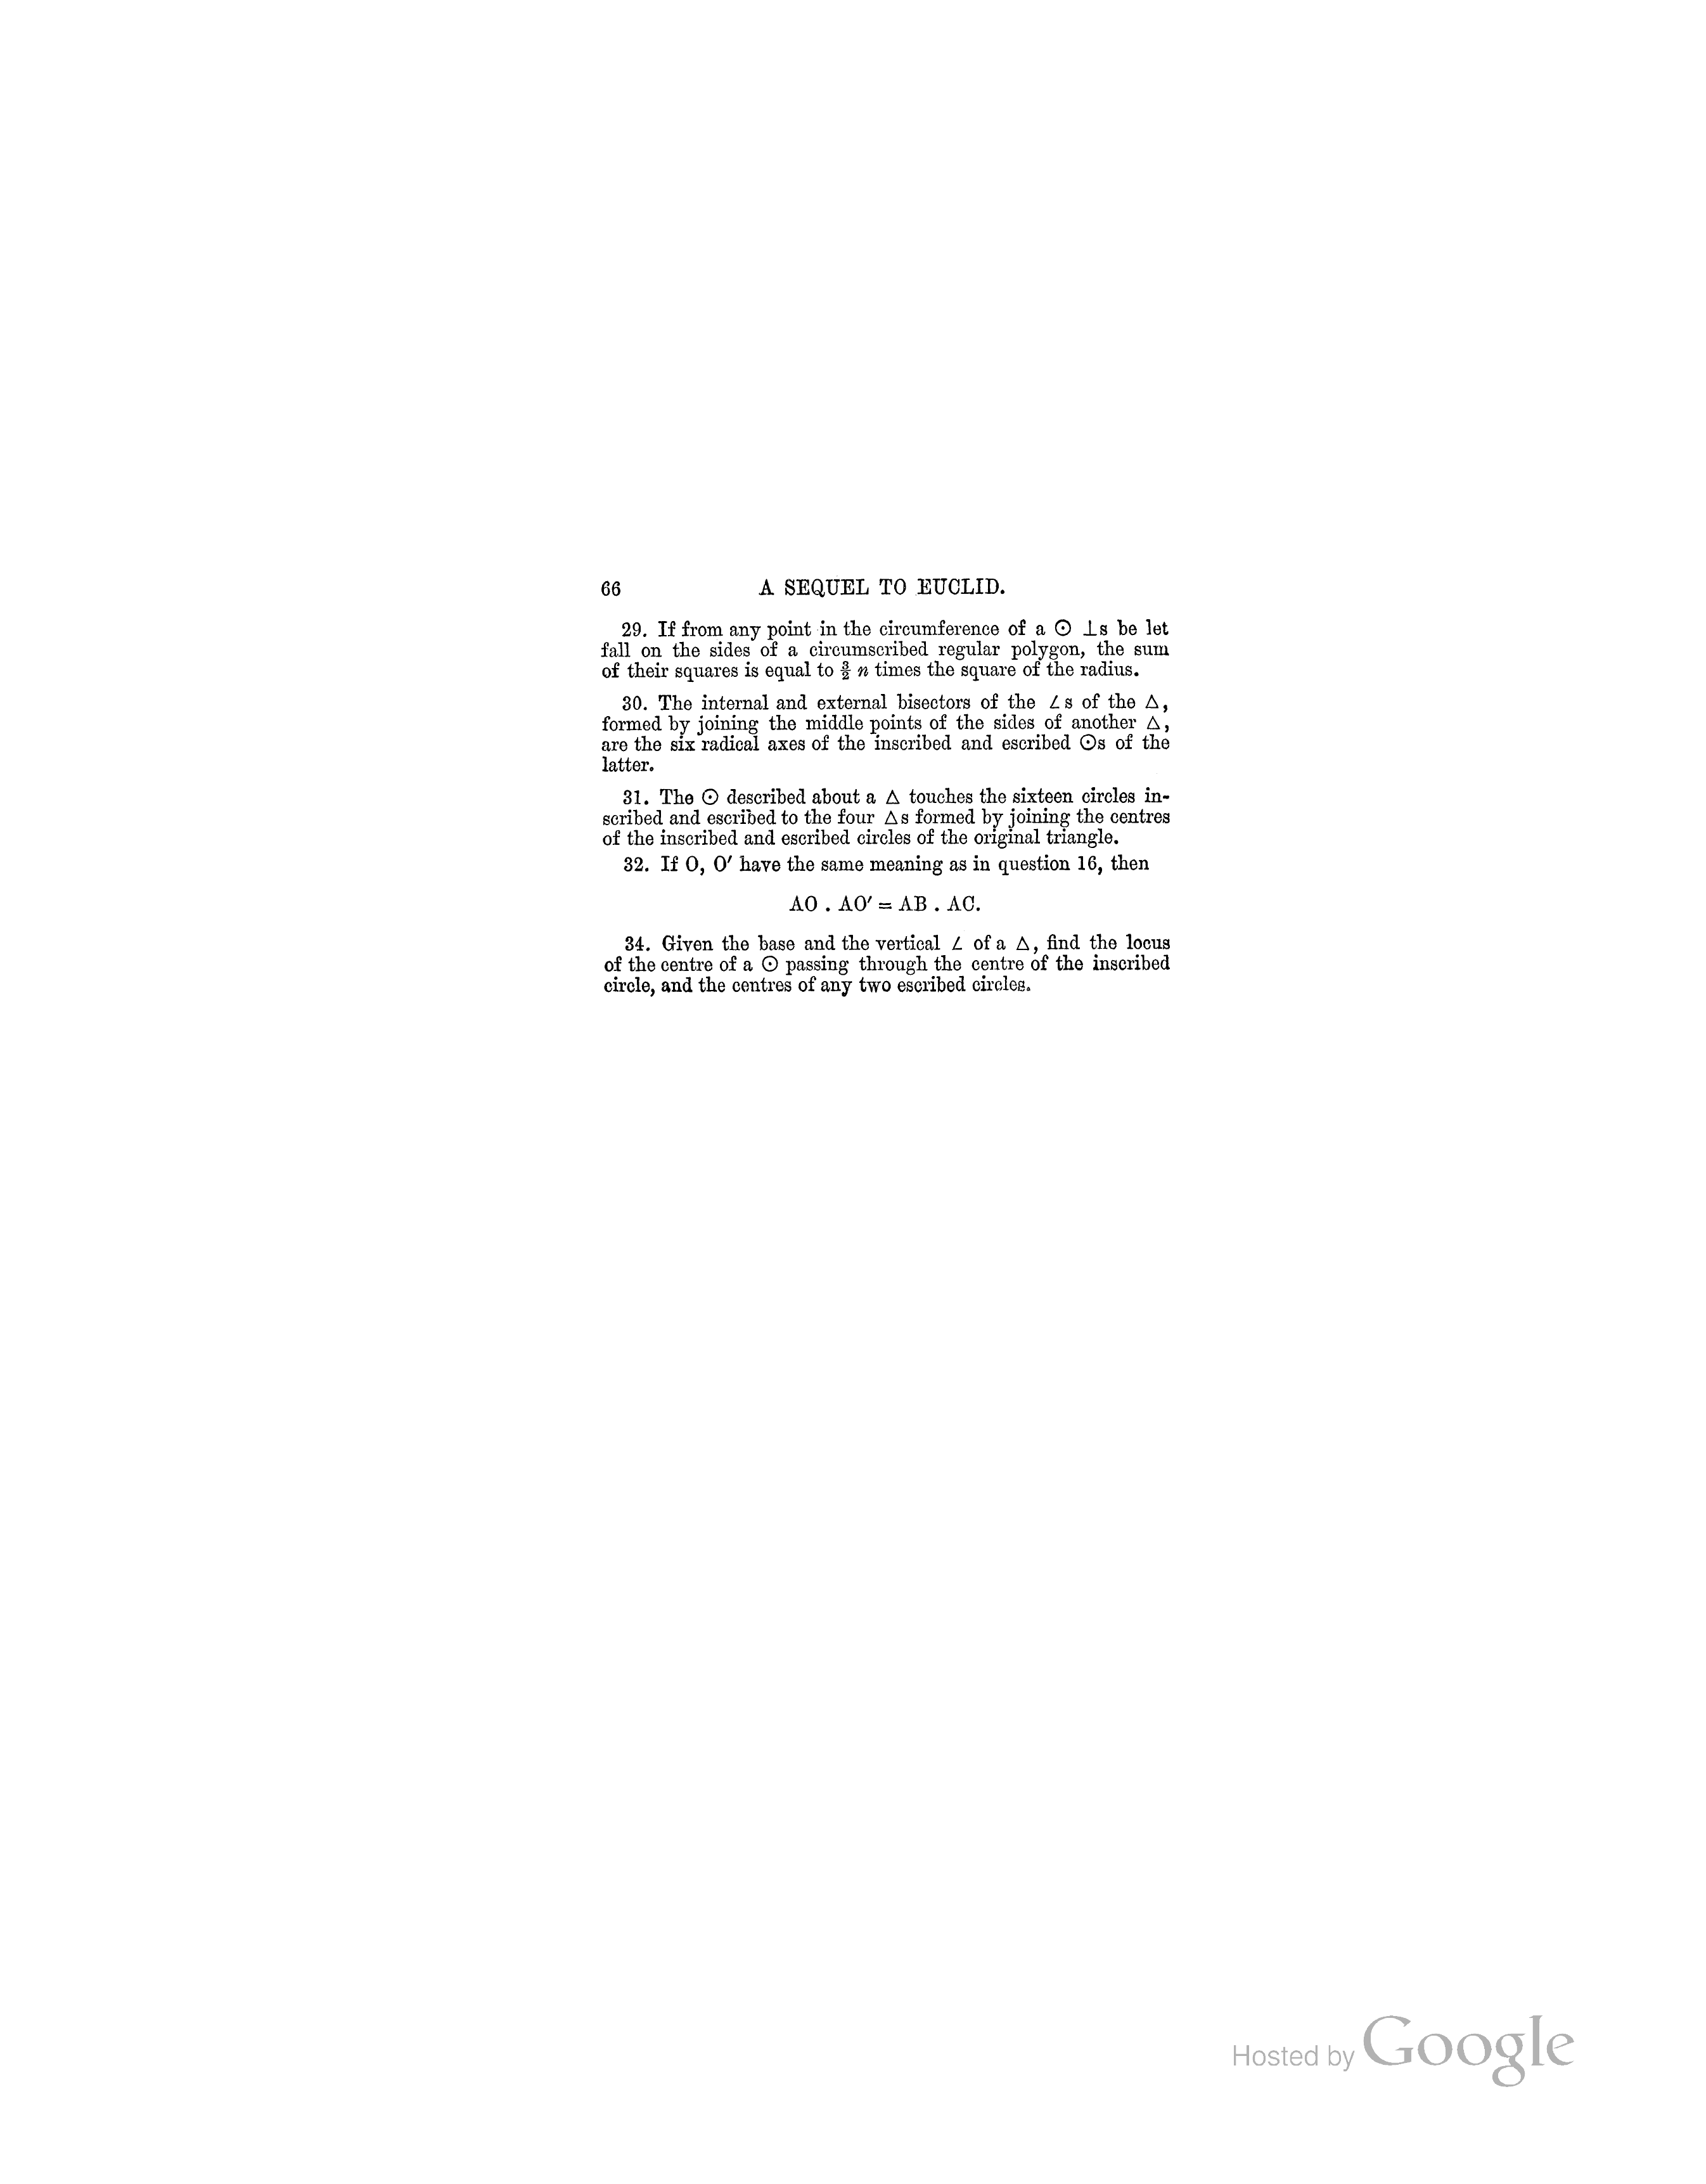 66 A SEQUEL TO EUCLID.
29. If from any point in the circumference of a ⊙ ⊥s be let
fall on the sides of a circumscribed regular polygon, the sum
of their squares is equal to 3/2 n times the square of the radius.
30. The internal and external bisectors of the ∠s of the △,
formed by joining the middle points of the sides of another △,
are the six radical axes of the inscribed and escribed ⊙s of the
latter.
31. The ⊙ described about a △ touches the sixteen circles in-
scribed and escribed to the four △s formed by joining the centres
of the inscribed and escribed circles of the original triangle.
32. If O, O′ have the same meaning as in question 16, then
AO . AO′ = AB . AC.
34. Given the base and the vertical ∠ of a △, find the locus
of the centre of a ⊙ passing through the centre of the inscribed
circle, and the centres of any two escribed circles.
Hosted by Google